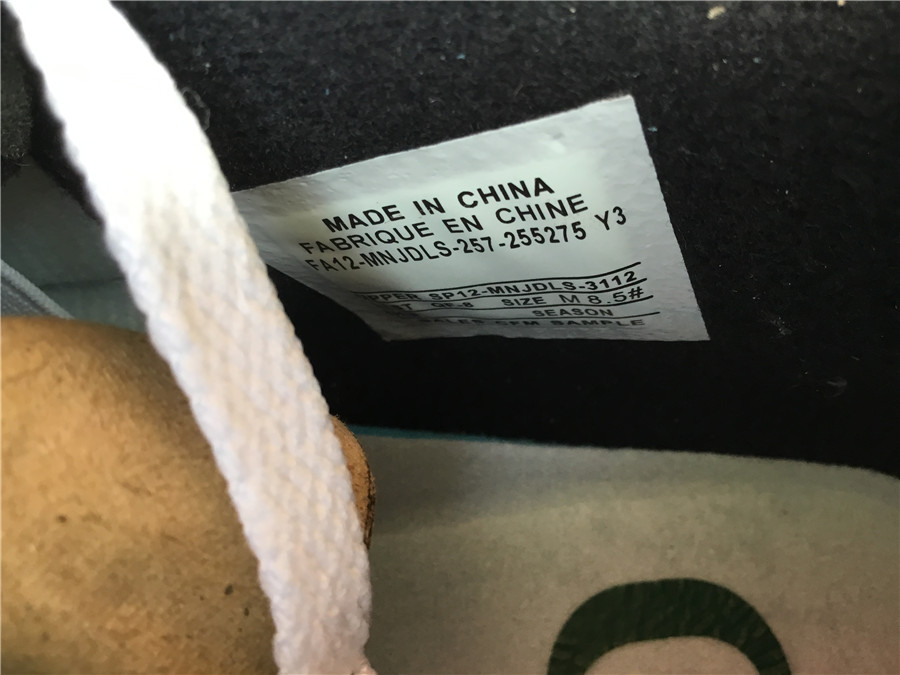 MADE IN CHINA
FABRIQUE EN CHINE
FA12-MNJDLS-257-255275 Y3
UPPER SP12-MNJDLS-3112
SIZE M 8.5#
SEASON
SAMPLE